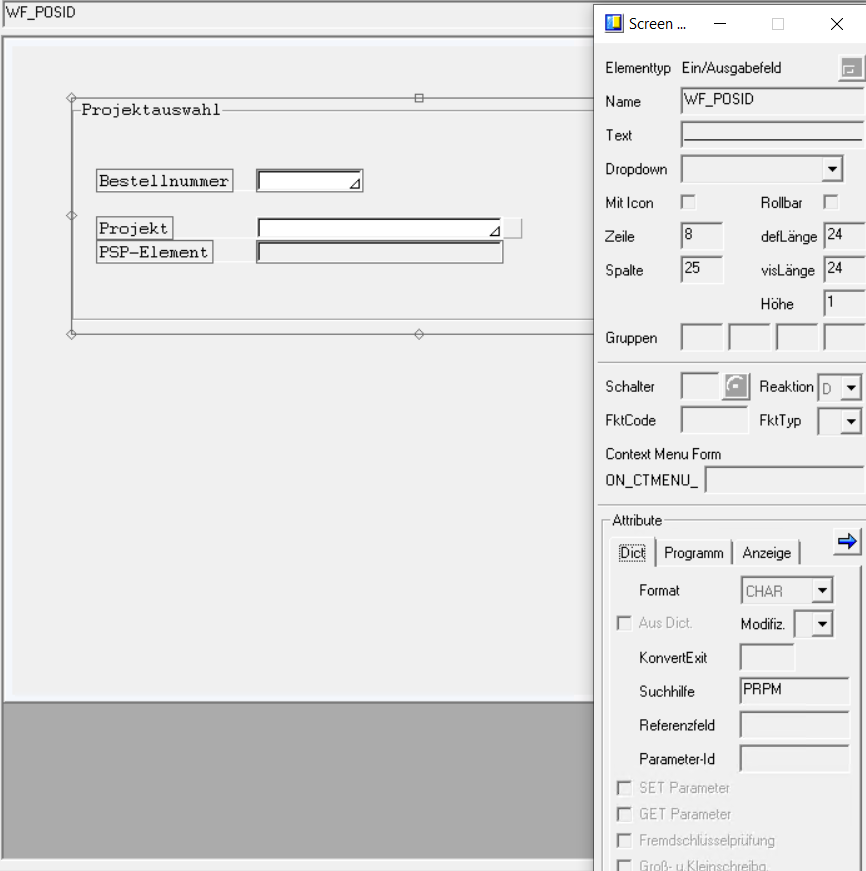 WF_POSID
Projektauswahl
Bestellnummer
Projekt
PSP-Element
Screen ...
Elementtyp Ein/Ausgabefeld
Name WF_POSID
Text
Dropdown
Mit Icon Rollbar
Zeile 8 defLänge 24
Spalte 25 visLänge 24
Höhe 1
Gruppen
Schalter Reaktion D
FktCode FktTyp
Context Menu Form
ON_CTMENU_
Attribute
Dict Programm Anzeige
Format CHAR
Aus Dict. Modifiz.
KonvertExit
Suchhilfe PRPM
Referenzfeld
Parameter-Id
SET Parameter
GET Parameter
Fremdschlüsselprüfung
Groß- u.Kleinschreibg.